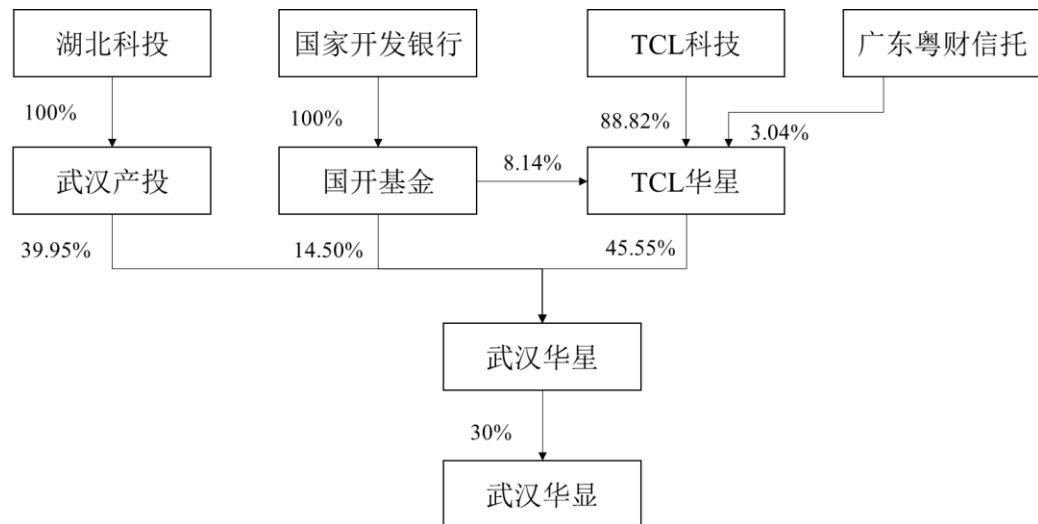 湖北科投
国家开发银行
TCL科技
广东粤财信托
100%
100%
88.82%
3.04%
武汉产投
国开基金
8.14%
TCL华星
39.95%
14.50%
45.55%
武汉华星
30%
武汉华显